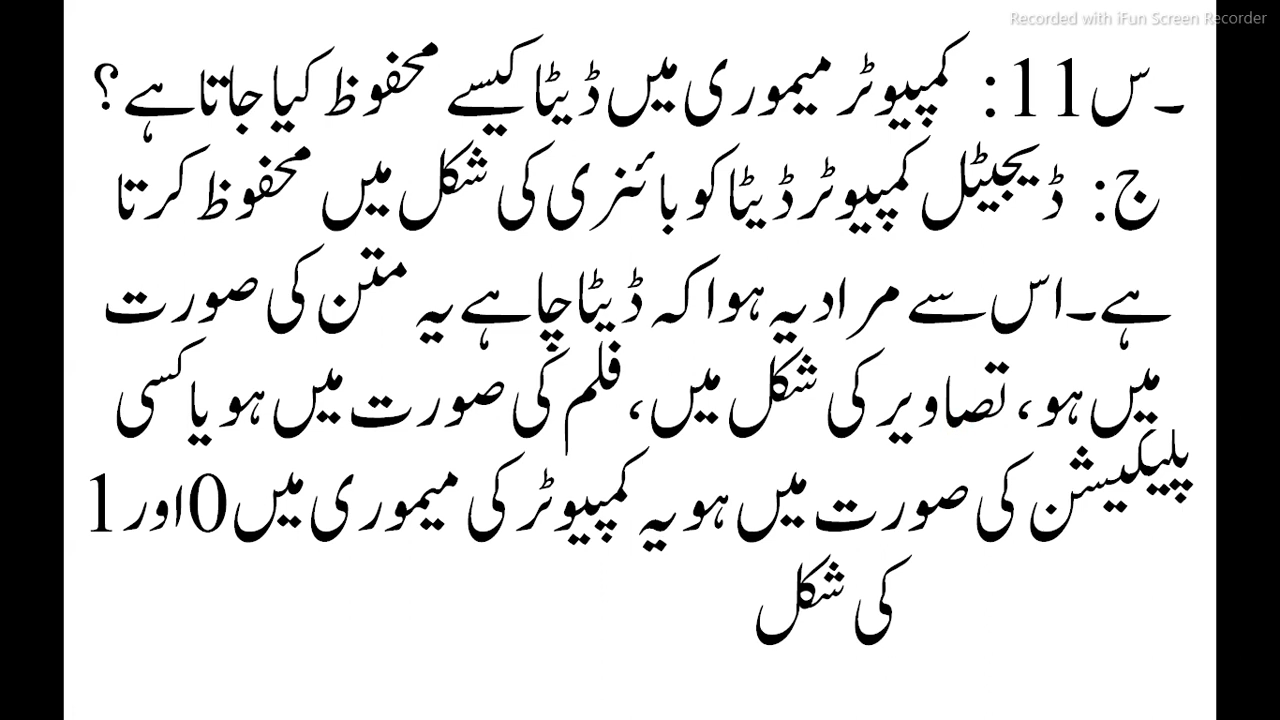 Recorded with iFun Screen Recorder
۔س11: کمپیوٹر میموری میں ڈیٹا کیسے محفوظ کیا جاتا ہے؟
ج: ڈیجیٹل کمپیوٹر ڈیٹا کو بائنری کی شکل میں محفوظ کرتا
ہے۔اس سے مراد یہ ہوا کہ ڈیٹا چاہے یہ متن کی صورت
میں ہو، تصاویر کی شکل میں، فلم کی صورت میں ہو یا کسی
پلیکیشن کی صورت میں ہو یہ کمپیوٹر کی میموری میں 0اور 1
کی شکل